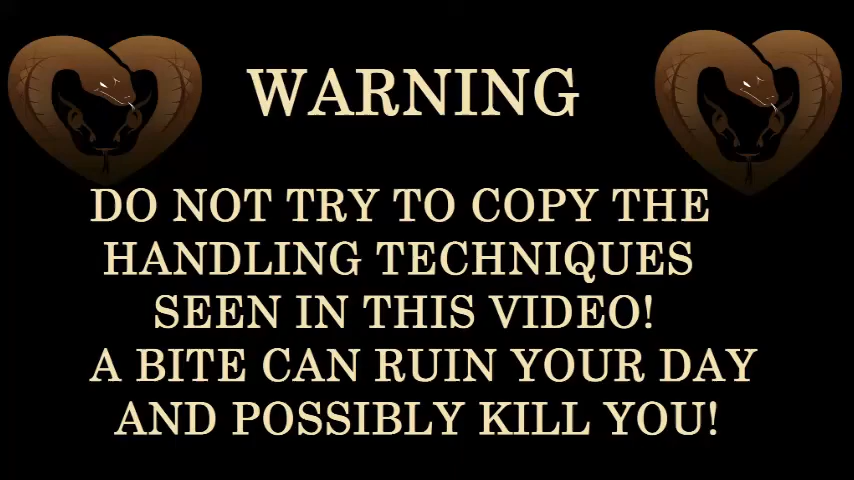 WARNING
DO NOT TRY TO COPY THE
HANDLING TECHNIQUES
SEEN IN THIS VIDEO!
A BITE CAN RUIN YOUR DAY
AND POSSIBLY KILL YOU!